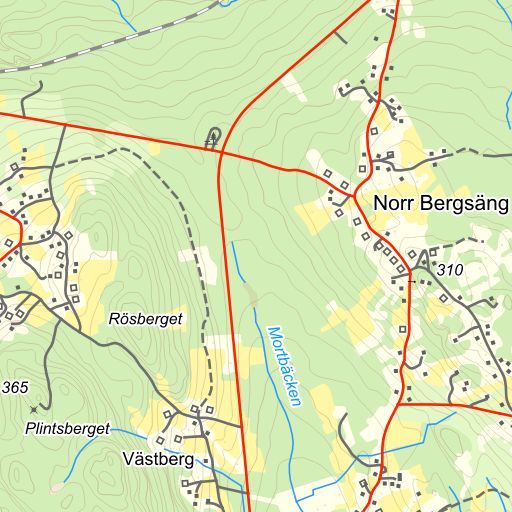 Norr Bergsäng
310
Rösberget
Mortbäcken
365
Plintsberget
Västberg